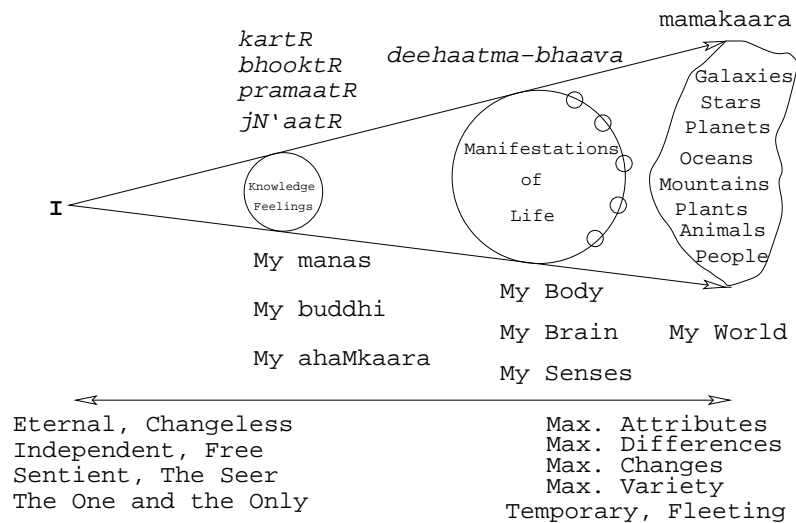 mamakaara
kartR
bhooktR
pramaatR
jN'aatR
deehaatma-bhaava
I
Knowledge
Feelings
Manifestations
of
Life
Galaxies
Stars
Planets
Oceans
Mountains
Plants
Animals
People
My manas
My buddhi
My ahaMkaara
My Body
My Brain
My Senses
My World
Eternal, Changeless
Independent, Free
Sentient, The Seer
The One and the Only
Max. Attributes
Max. Differences
Max. Changes
Max. Variety
Temporary, Fleeting